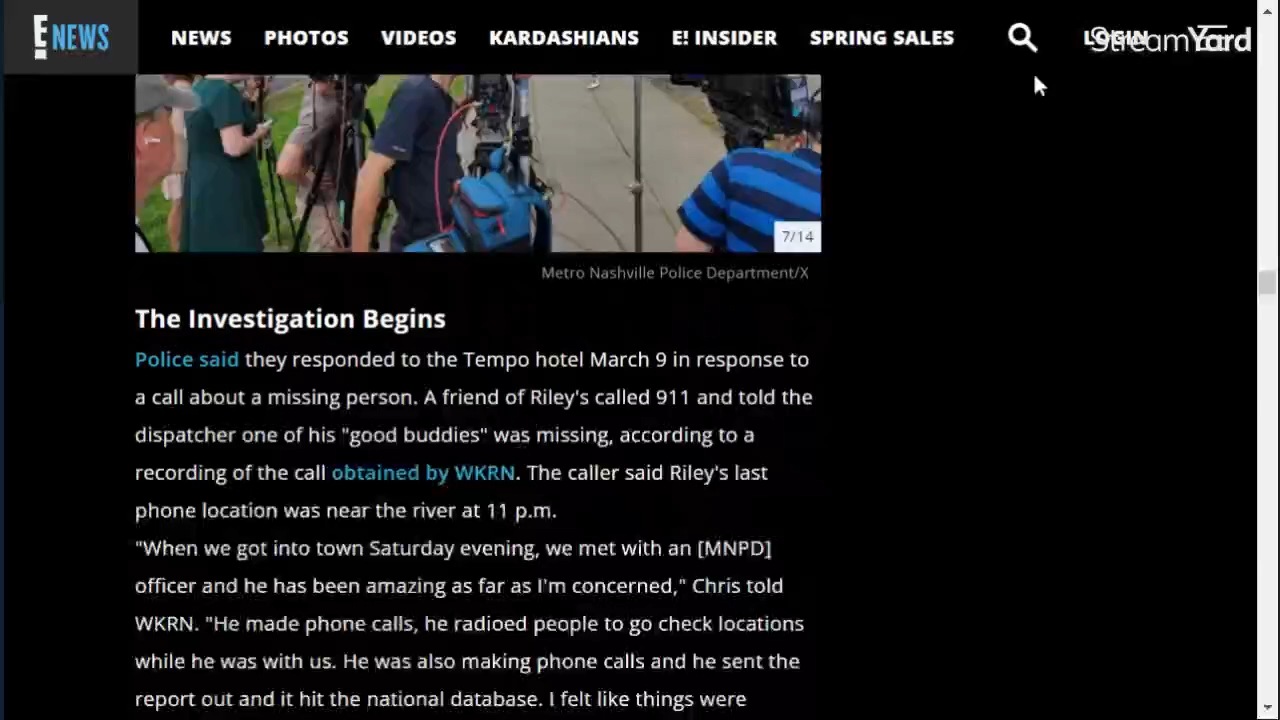 E! NEWS
NEWS PHOTOS VIDEOS KARDASHIANS E! INSIDER SPRING SALES LOGIN
StreamYard
7/14
Metro Nashville Police Department/X
The Investigation Begins
Police said they responded to the Tempo hotel March 9 in response to
a call about a missing person. A friend of Riley's called 911 and told the
dispatcher one of his "good buddies" was missing, according to a
recording of the call obtained by WKRN. The caller said Riley's last
phone location was near the river at 11 p.m.
"When we got into town Saturday evening, we met with an [MNPD]
officer and he has been amazing as far as I'm concerned," Chris told
WKRN. "He made phone calls, he radioed people to go check locations
while he was with us. He was also making phone calls and he sent the
report out and it hit the national database. I felt like things were